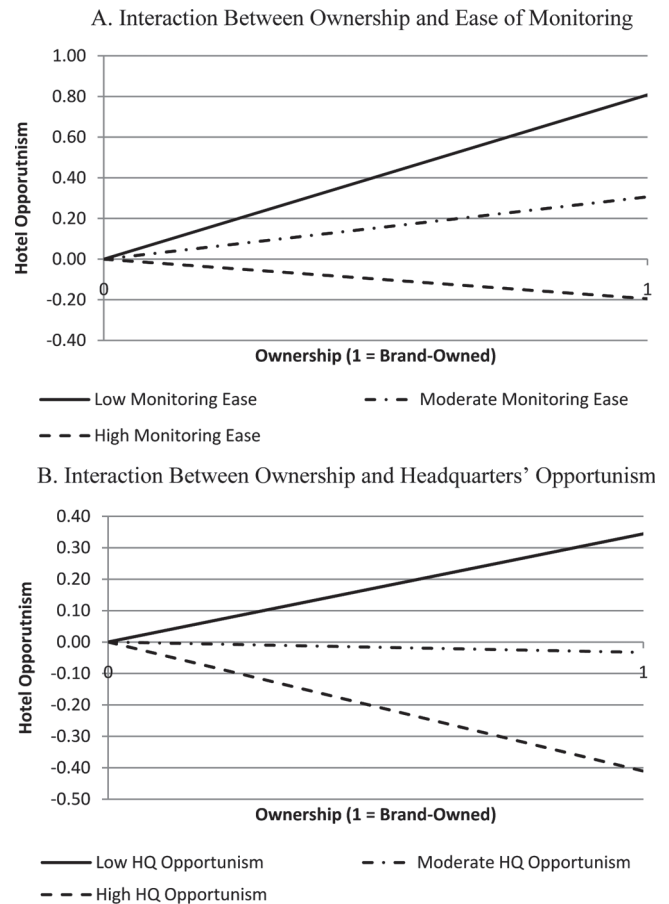 A. Interaction Between Ownership and Ease of Monitoring
1.00
0.80
0.60
0.40
0.20
0.00
-0.20
-0.40
Hotel Opporutnism
0
1
Ownership (1 = Brand-Owned)
Low Monitoring Ease
Moderate Monitoring Ease
High Monitoring Ease
B. Interaction Between Ownership and Headquarters’ Opportunism
0.40
0.30
0.20
0.10
0.00
-0.10
-0.20
-0.30
-0.40
-0.50
Hotel Opporutnism
0
1
Ownership (1 = Brand-Owned)
Low HQ Opportunism
Moderate HQ Opportunism
High HQ Opportunism